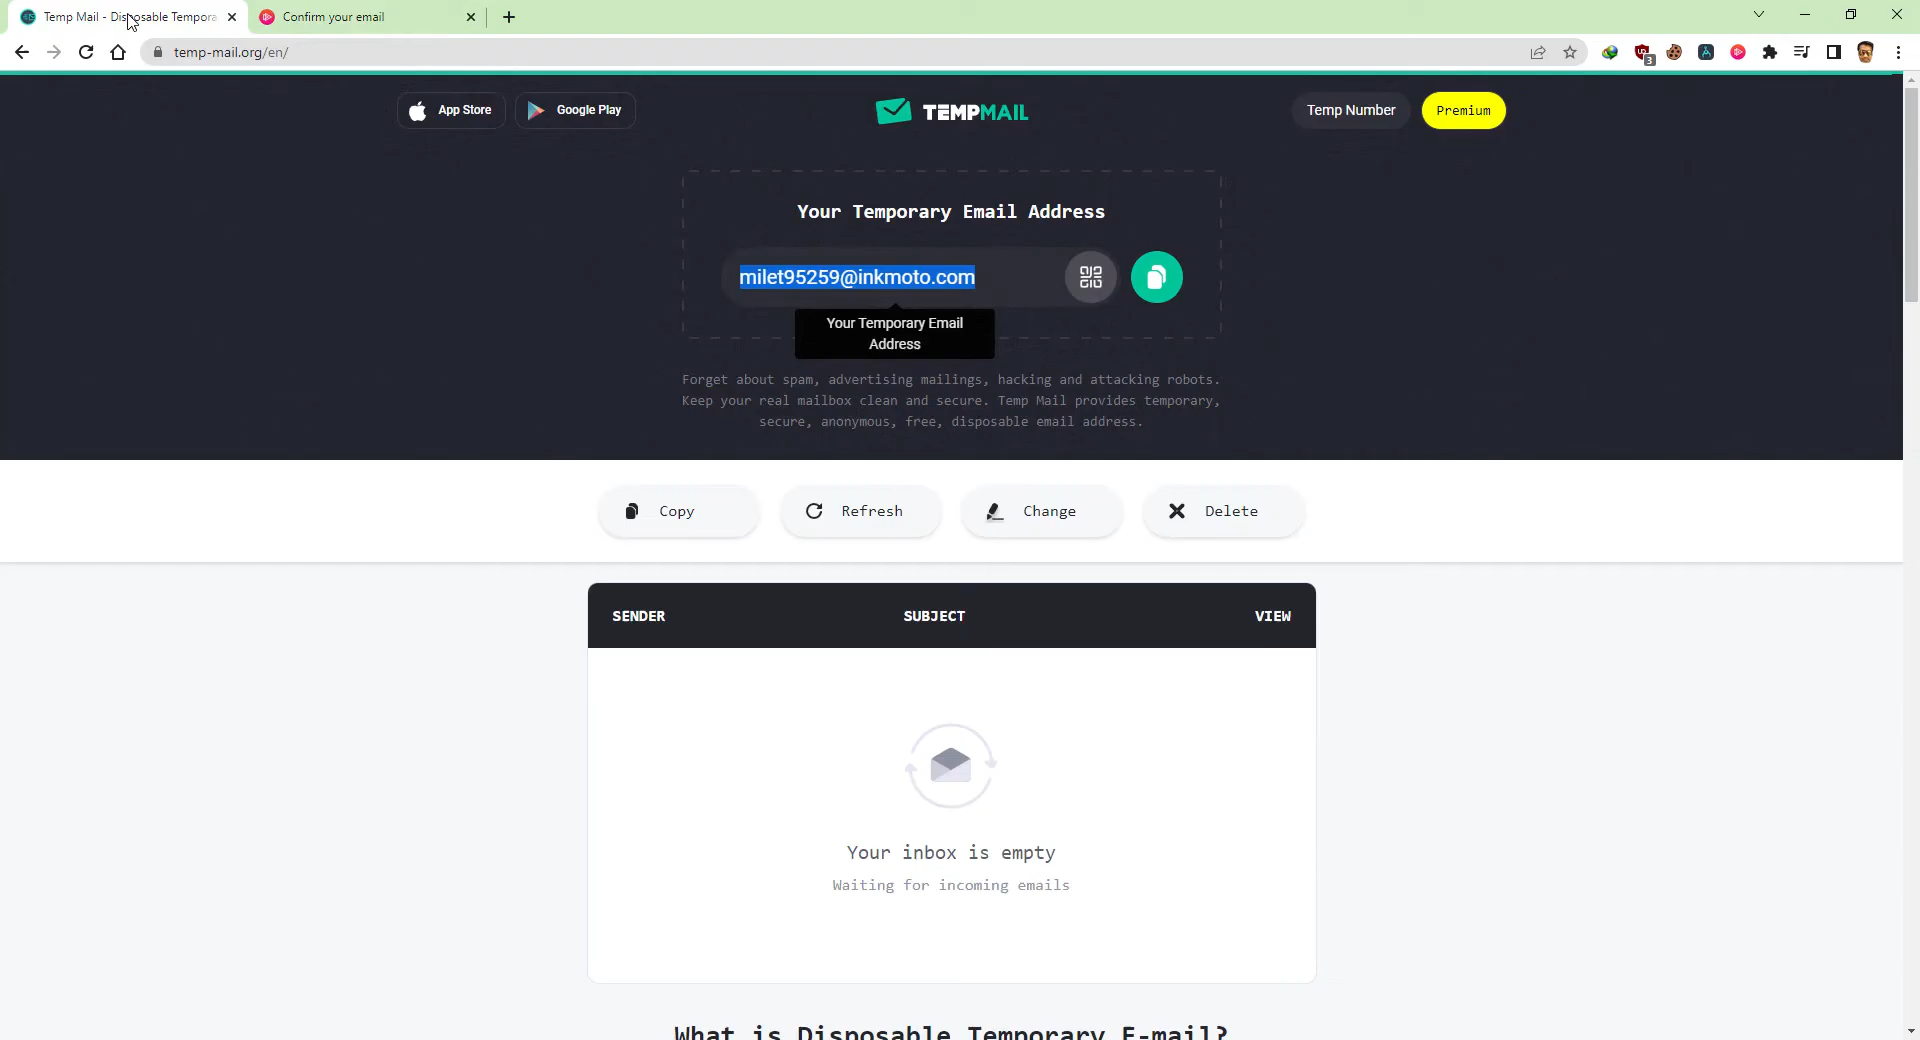 Temp Mail - Disposable Tempora
Confirm your email
temp-mail.org/en/
3
App Store
Google Play
TEMPMAIL
Temp Number
Premium
Your Temporary Email Address
milet95259@inkmoto.com
Your Temporary Email
Address
Forget about spam, advertising mailings, hacking and attacking robots.
Keep your real mailbox clean and secure. Temp Mail provides temporary,
secure, anonymous, free, disposable email address.
Copy
Refresh
Change
Delete
SENDER
SUBJECT
VIEW
Your inbox is empty
Waiting for incoming emails
What is Disposable Temporary E-mail?